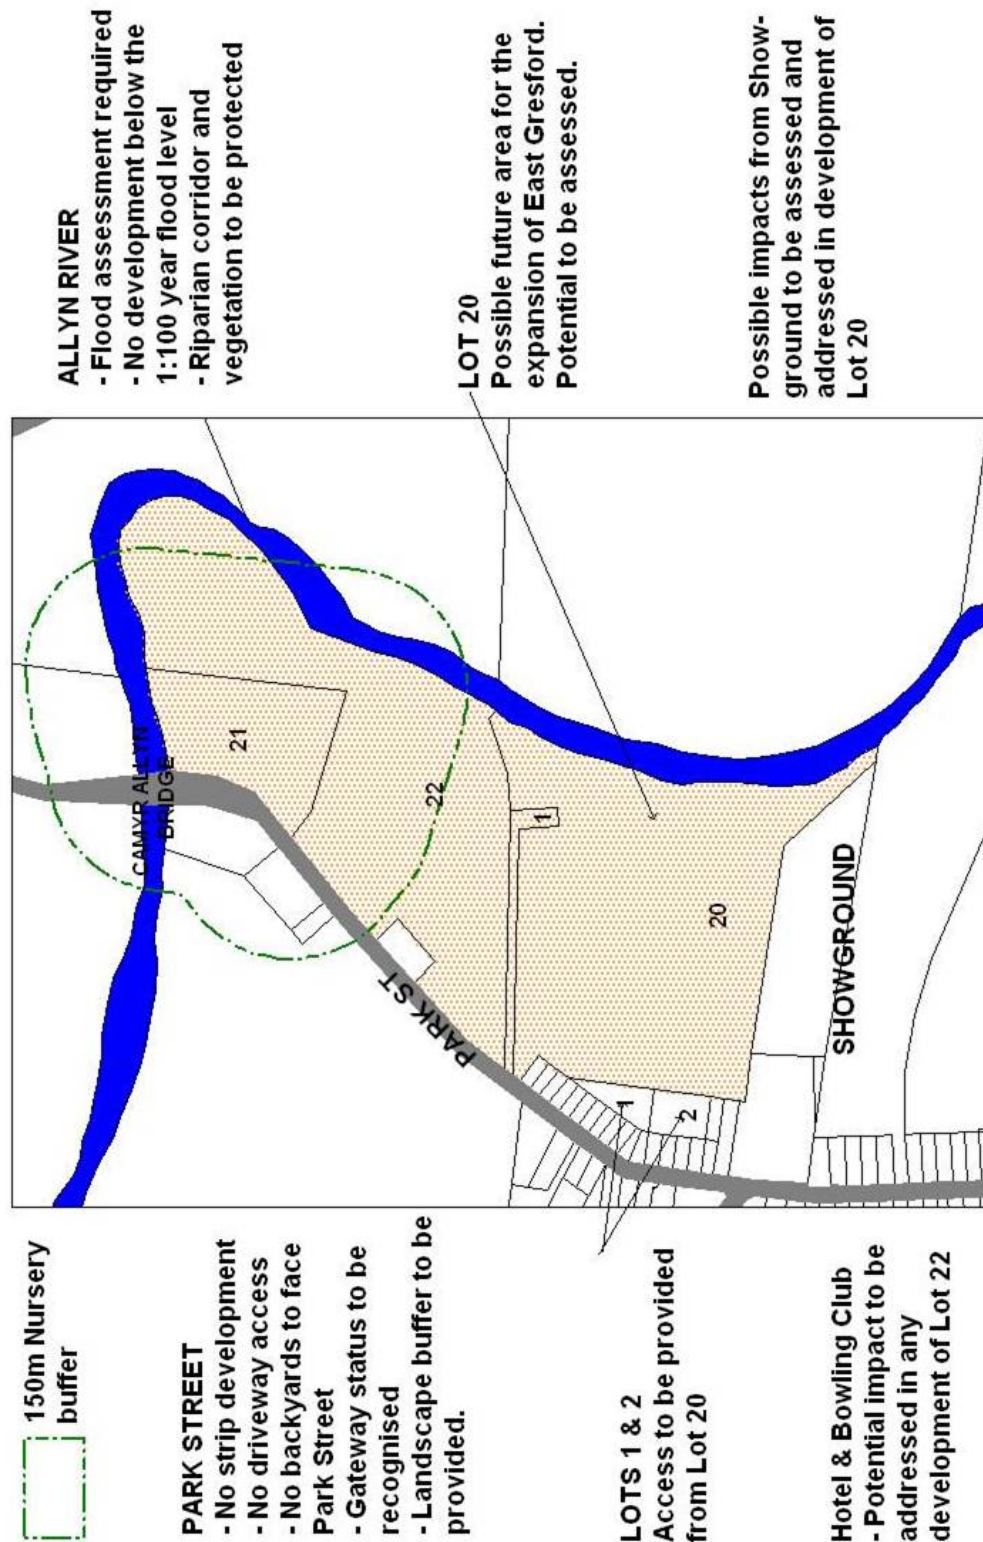 150m Nursery
buffer
PARK STREET
- No strip development
- No driveway access
- No backyards to face
Park Street
- Gateway status to be
recognised
- Landscape buffer to be
provided.
LOTS 1 & 2
Access to be provided
from Lot 20
Hotel & Bowling Club
- Potential impact to be
addressed in any
development of Lot 22
CAMYR ALLYN
BRIDGE
21
22
PARK ST
1
20
1
2
SHOWGROUND
ALLYN RIVER
- Flood assessment required
- No development below the
1:100 year flood level
- Riparian corridor and
vegetation to be protected
LOT 20
Possible future area for the
expansion of East Gresford.
Potential to be assessed.
Possible impacts from Show-
ground to be assessed and
addressed in development of
Lot 20